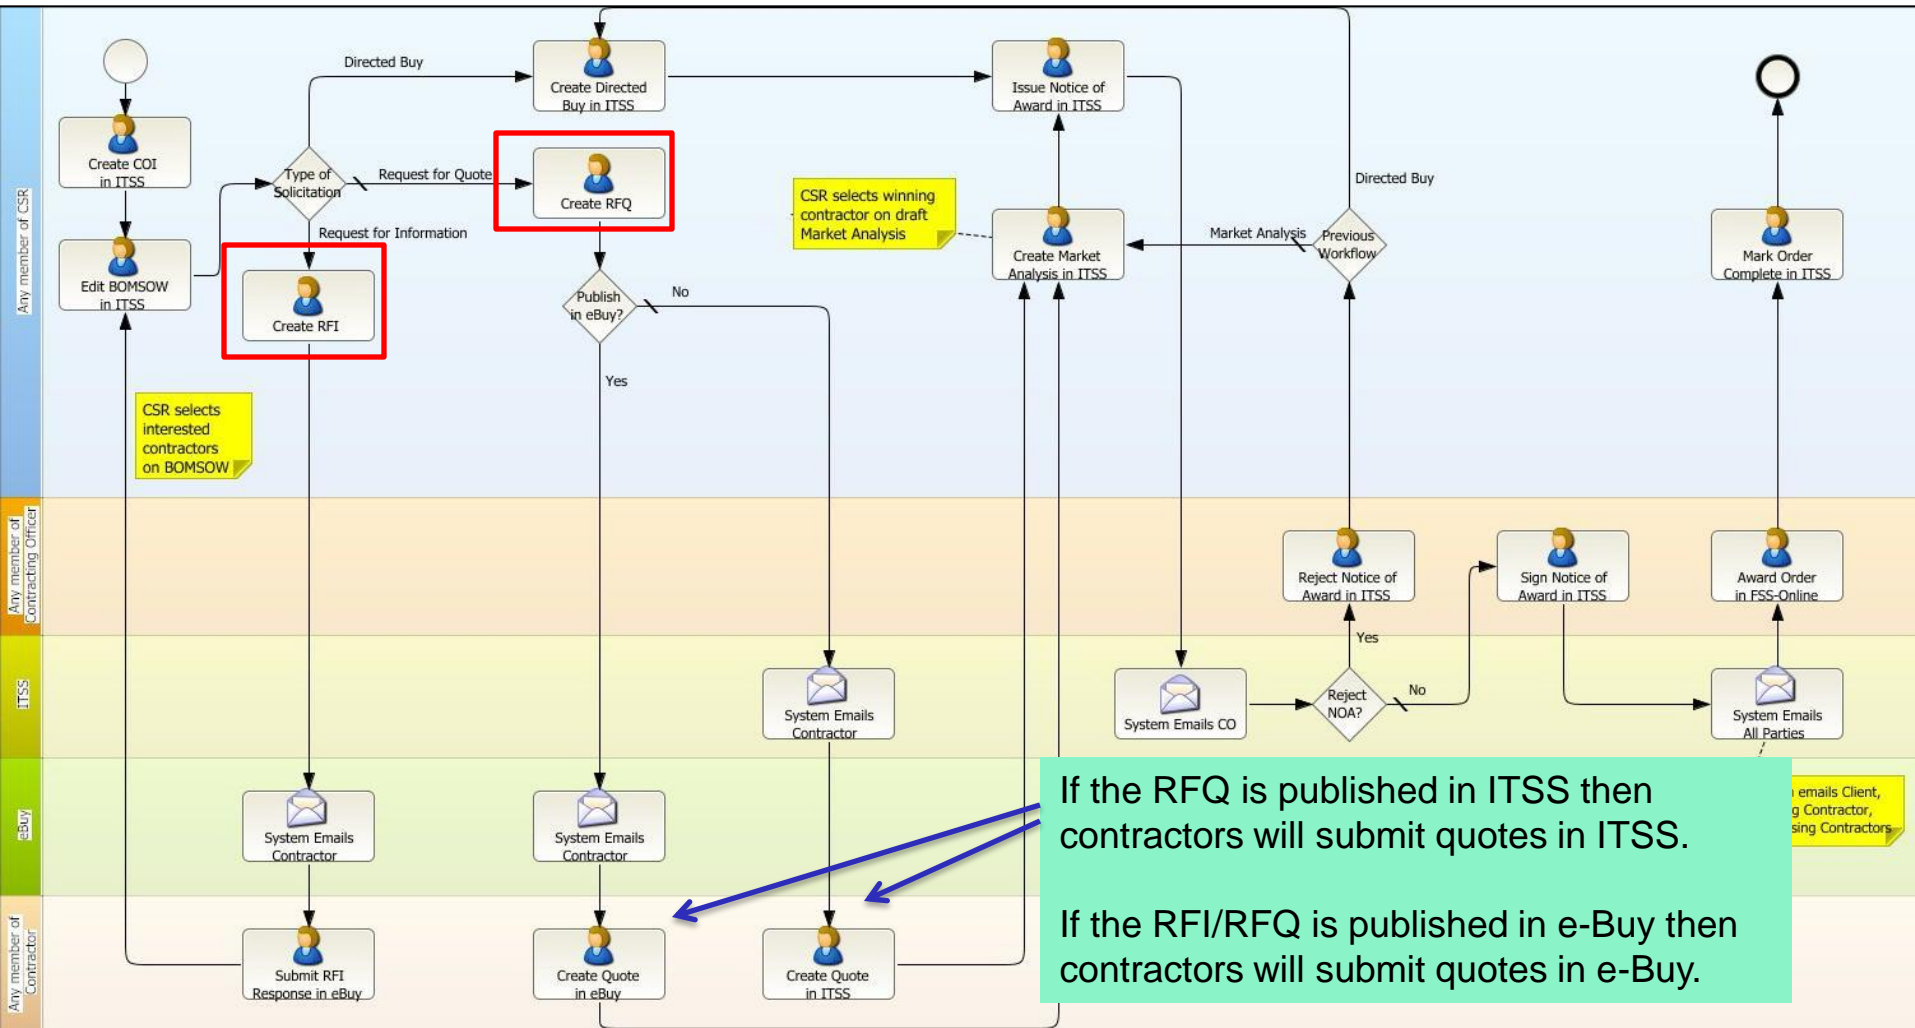 Any member of CSR
Create COI
in ITSS
Edit BOMSOW
in ITSS
Type of
Solicitation
Directed Buy
Request for Quote
Request for Information
Create Directed
Buy in ITSS
Create RFQ
Create RFI
Publish
in eBuy?
No
Yes
CSR selects
interested
contractors
on BOMSOW
CSR selects winning
contractor on draft
Market Analysis
Issue Notice of
Award in ITSS
Create Market
Analysis in ITSS
Market Analysis
Previous
Workflow
Directed Buy
Mark Order
Complete in ITSS
Any member of
Contracting Officer
Reject Notice of
Award in ITSS
Sign Notice of
Award in ITSS
Award Order
in FSS-Online
ITSS
System Emails
Contractor
System Emails CO
Yes
Reject
NOA?
No
System Emails
All Parties
eBuy
System Emails
Contractor
System Emails
Contractor
emails Client,
g Contractor,
sing Contractors
Any member of
Contractor
Submit RFI
Response in eBuy
Create Quote
in eBuy
Create Quote
in ITSS
If the RFQ is published in ITSS then
contractors will submit quotes in ITSS.
If the RFI/RFQ is published in e-Buy then
contractors will submit quotes in e-Buy.